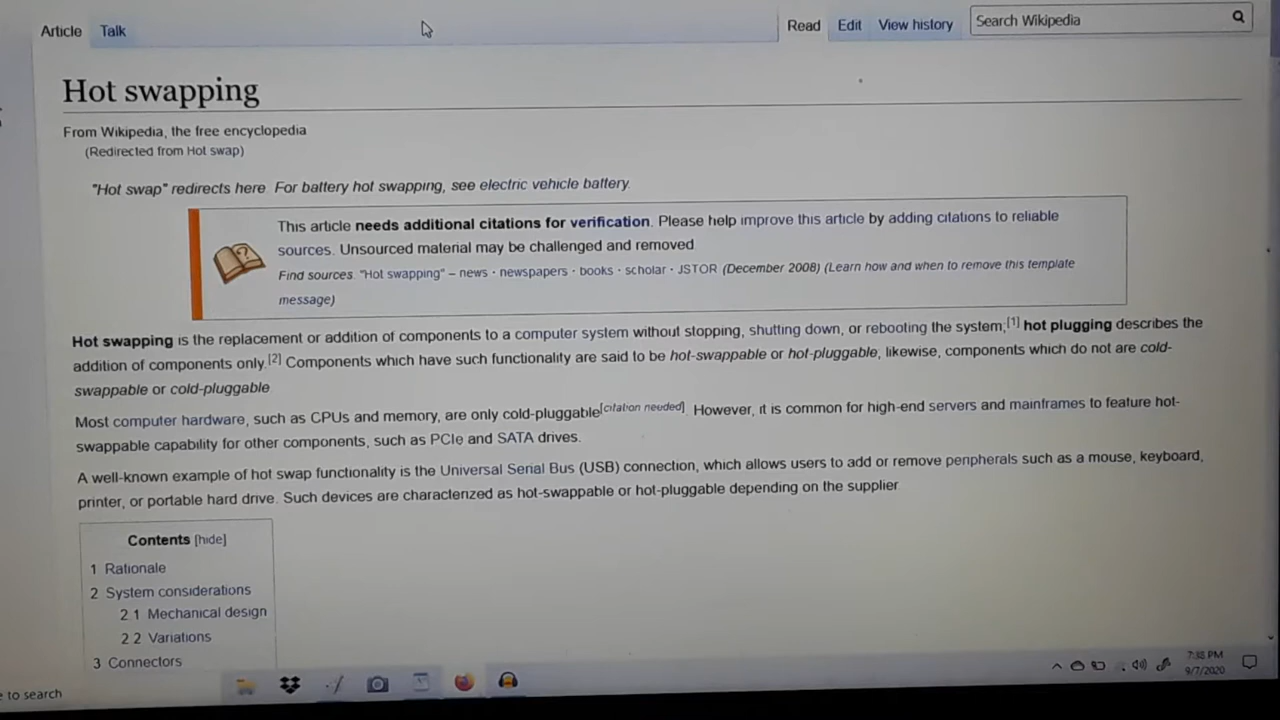 Article Talk Read Edit View history Search Wikipedia
Hot swapping
From Wikipedia, the free encyclopedia
(Redirected from Hot swap)
"Hot swap" redirects here For battery hot swapping, see electric vehicle battery.
This article needs additional citations for verification. Please help improve this article by adding citations to reliable
sources. Unsourced material may be challenged and removed
Find sources. "Hot swapping" – news · newspapers · books · scholar · JSTOR (December 2008) (Learn how and when to remove this template
message)
Hot swapping is the replacement or addition of components to a computer system without stopping, shutting down, or rebooting the system;[1] hot plugging describes the
addition of components only.[2] Components which have such functionality are said to be hot-swappable or hot-pluggable, likewise, components which do not are cold-
swappable or cold-pluggable
Most computer hardware, such as CPUs and memory, are only cold-pluggable[citation needed]. However, it is common for high-end servers and mainframes to feature hot-
swappable capability for other components, such as PCIe and SATA drives.
A well-known example of hot swap functionality is the Universal Serial Bus (USB) connection, which allows users to add or remove peripherals such as a mouse, keyboard,
printer, or portable hard drive. Such devices are characterized as hot-swappable or hot-pluggable depending on the supplier
Contents [hide]
1 Rationale
2 System considerations
2 1 Mechanical design
2 2 Variations
3 Connectors
e to search
7:38 PM
9/7/2020